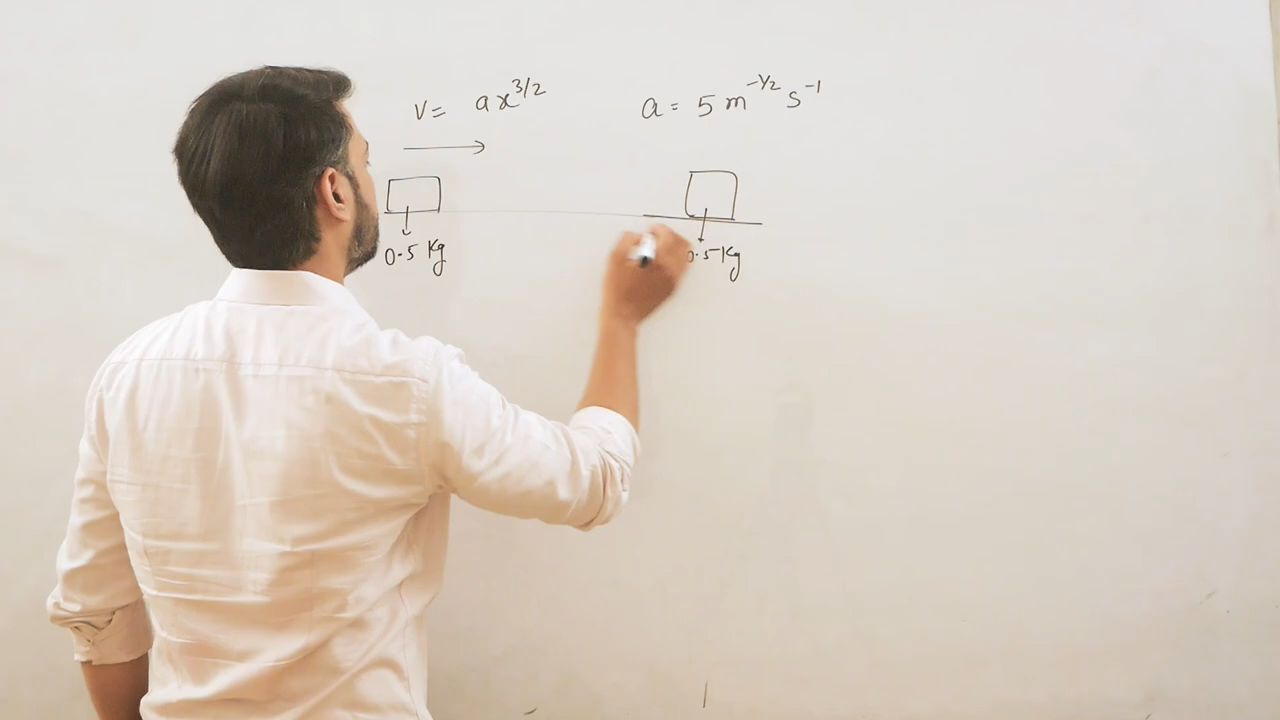 v = a x^3/2
a = 5 m^-1/2 s^-1
0.5 Kg
0.5 Kg